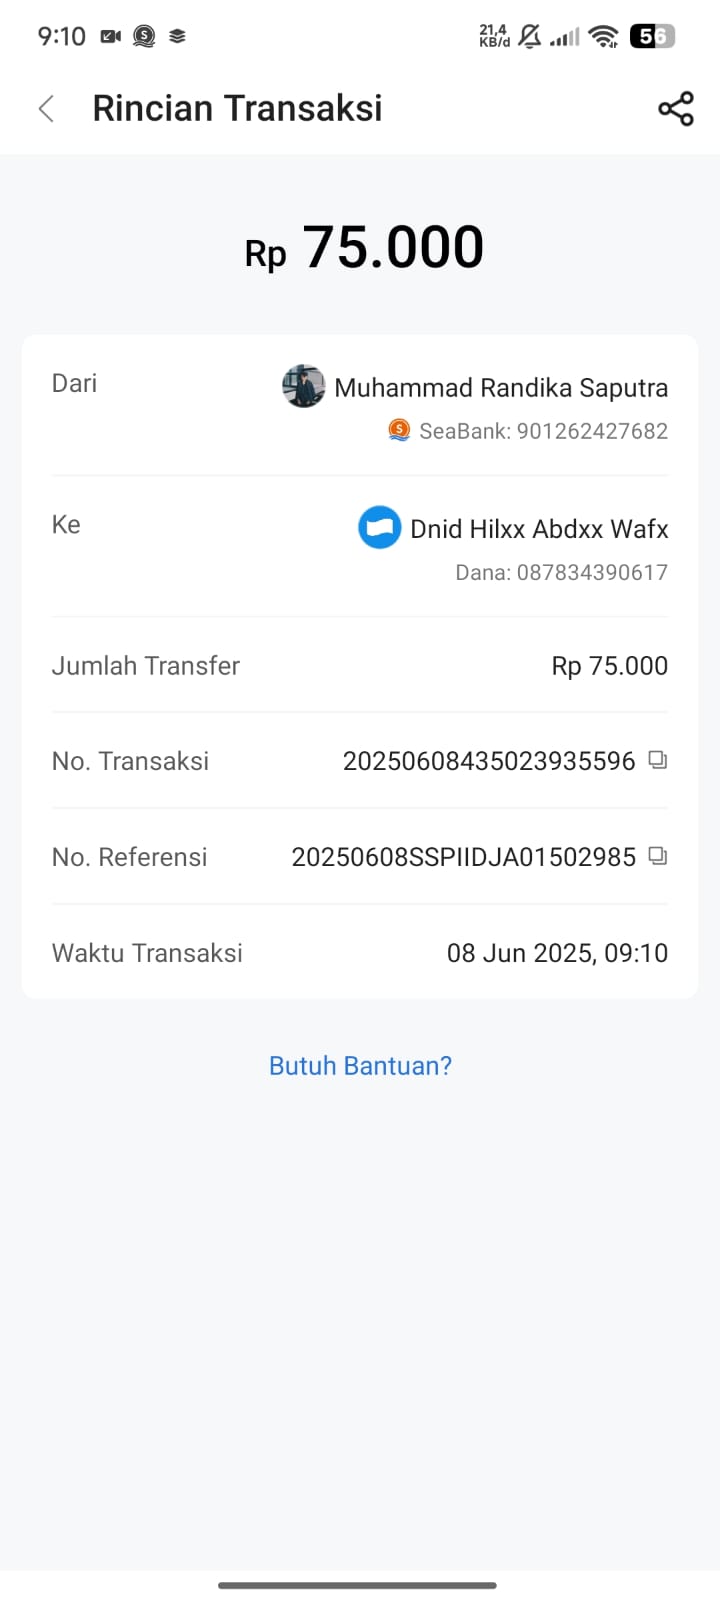 9:10
21,4
KB/d
56
Rincian Transaksi
Rp 75.000
Dari
Muhammad Randika Saputra
SeaBank: 901262427682
Ke
Dnid Hilxx Abdxx Wafx
Dana: 087834390617
Jumlah Transfer
Rp 75.000
No. Transaksi
20250608435023935596
No. Referensi
20250608SSPIIDJA01502985
Waktu Transaksi
08 Jun 2025, 09:10
Butuh Bantuan?